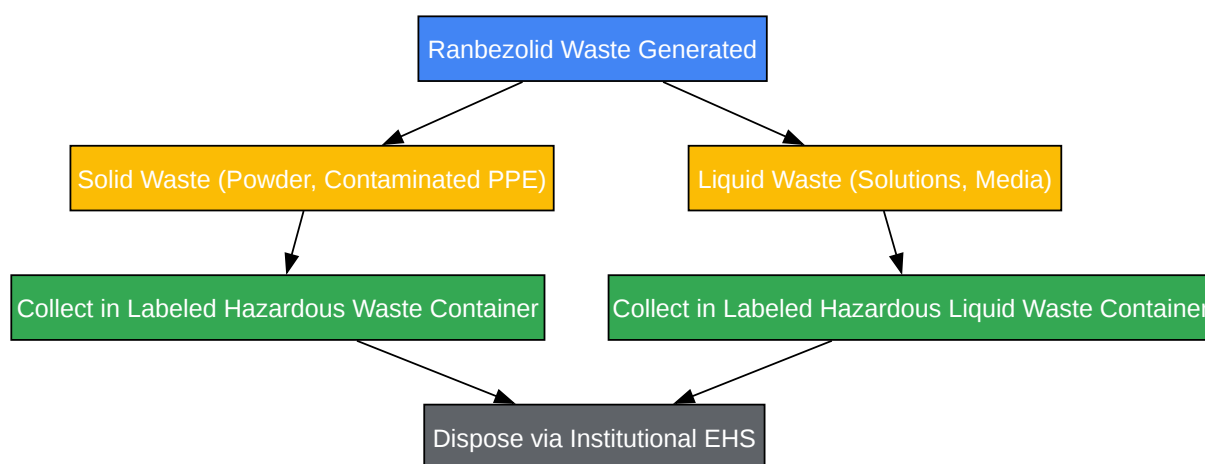 Ranbezolid Waste Generated
Solid Waste (Powder, Contaminated PPE)
Liquid Waste (Solutions, Media)
Collect in Labeled Hazardous Waste Container
Collect in Labeled Hazardous Liquid Waste Container
Dispose via Institutional EHS